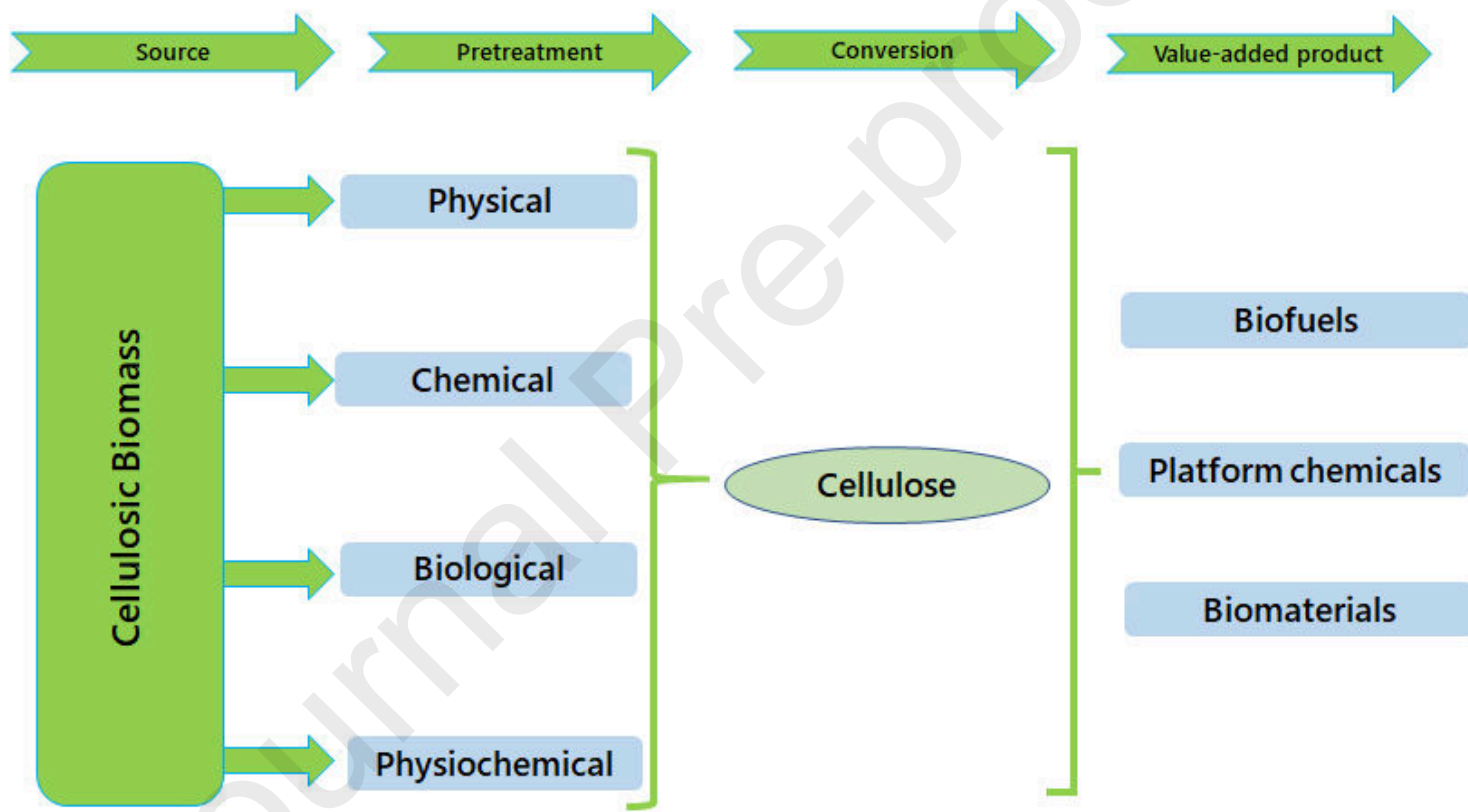 Source
Pretreatment
Conversion
Value-added product
Cellulosic Biomass
Physical
Chemical
Biological
Physiochemical
Cellulose
Biofuels
Platform chemicals
Biomaterials
Journal Pre-proo